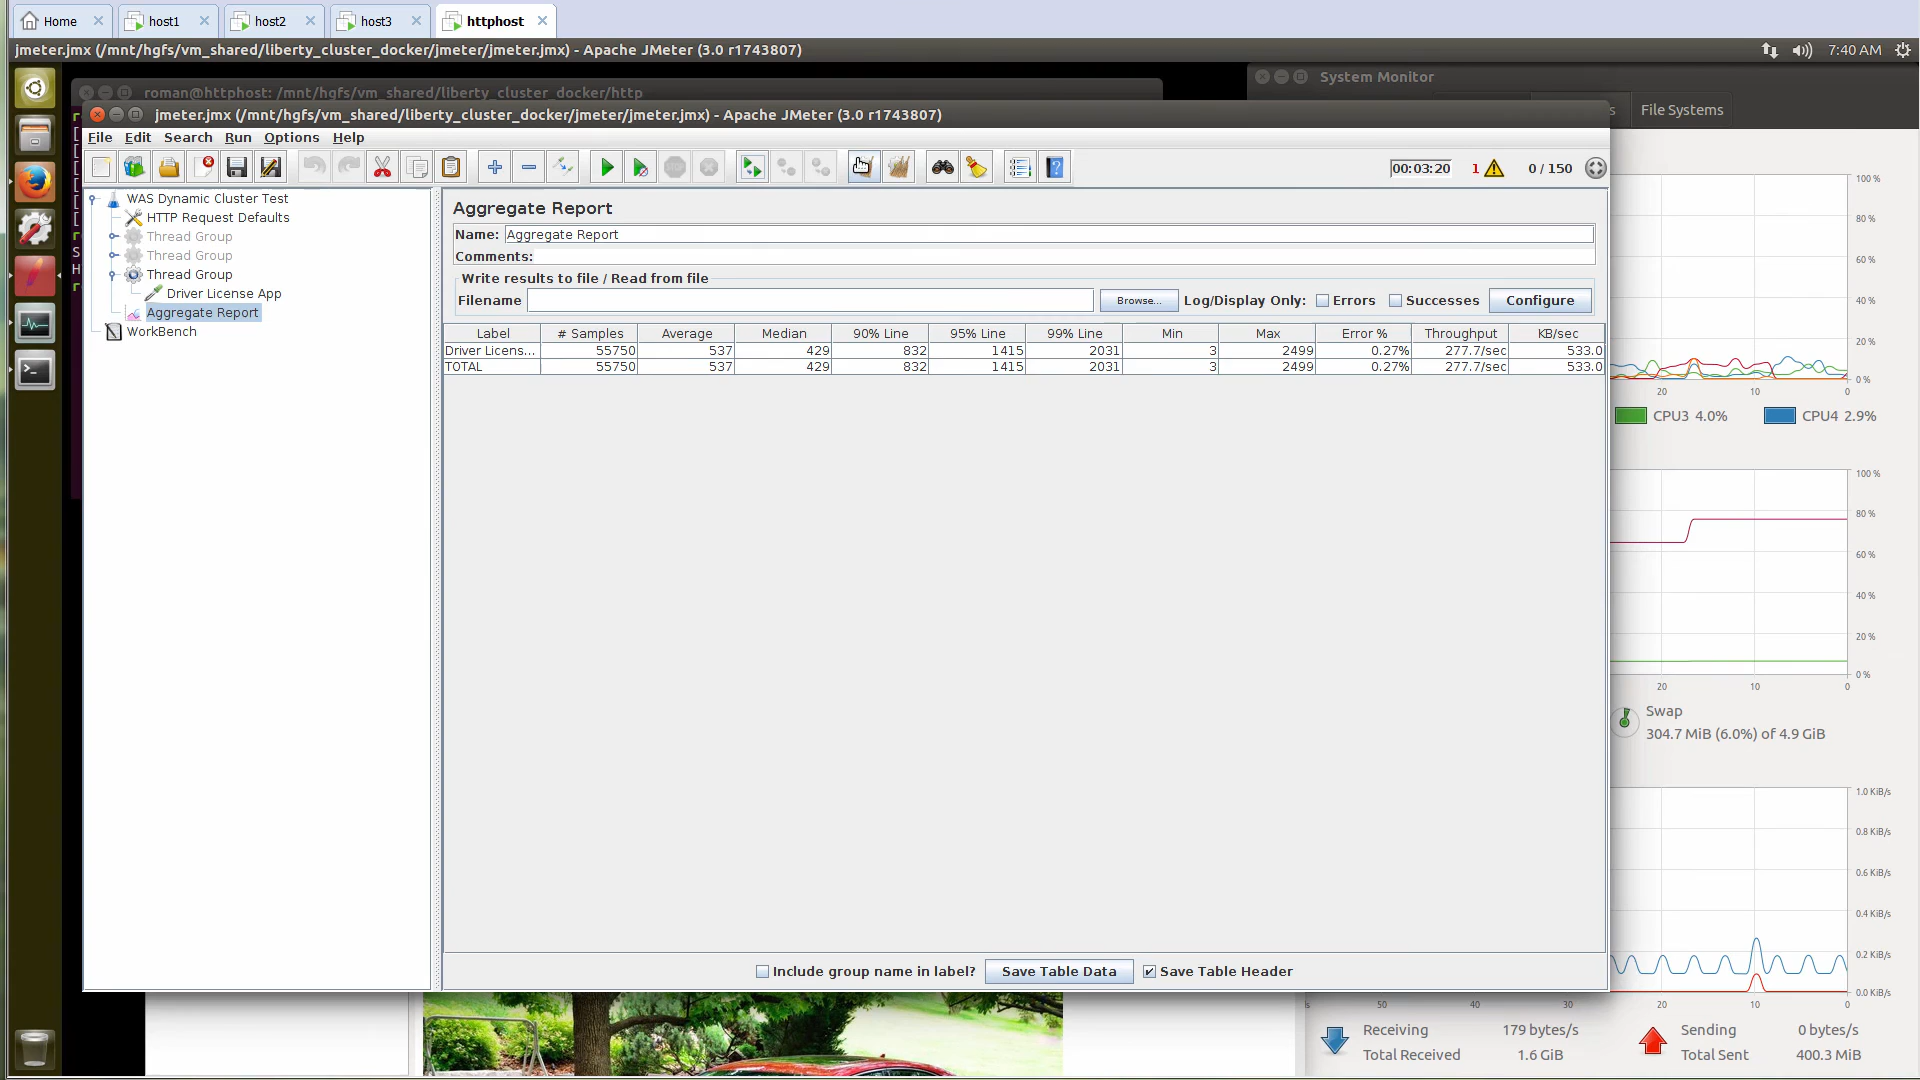 Home
host1
host2
host3
httphost
jmeter.jmx (/mnt/hgfs/vm_shared/liberty_cluster_docker/jmeter/jmeter.jmx) - Apache JMeter (3.0 r1743807)
7:40 AM
roman@httphost: /mnt/hgfs/vm_shared/liberty_cluster_docker/http
System Monitor
File Systems
jmeter.jmx (/mnt/hgfs/vm_shared/liberty_cluster_docker/jmeter/jmeter.jmx) - Apache JMeter (3.0 r1743807)
File Edit Search Run Options Help
00:03:20 1 0 / 150
WAS Dynamic Cluster Test
HTTP Request Defaults
Thread Group
Thread Group
Thread Group
Driver License App
Aggregate Report
WorkBench
Aggregate Report
Name: Aggregate Report
Comments:
Write results to file / Read from file
Filename Browse... Log/Display Only: Errors Successes Configure
Label # Samples Average Median 90% Line 95% Line 99% Line Min Max Error % Throughput KB/sec
Driver Licens... 55750 537 429 832 1415 2031 3 2499 0.27% 277.7/sec 533.0
TOTAL 55750 537 429 832 1415 2031 3 2499 0.27% 277.7/sec 533.0
Include group name in label? Save Table Data Save Table Header
100 %
80 %
60 %
40 %
20 %
0 %
20 10 0
CPU3 4.0% CPU4 2.9%
100 %
80 %
60 %
40 %
20 %
0 %
20 10 0
Swap
304.7 MiB (6.0%) of 4.9 GiB
1.0 KiB/s
0.8 KiB/s
0.6 KiB/s
0.4 KiB/s
0.2 KiB/s
0.0 KiB/s
50 40 30 20 10 0
Receiving 179 bytes/s Sending 0 bytes/s
Total Received 1.6 GiB Total Sent 400.3 MiB